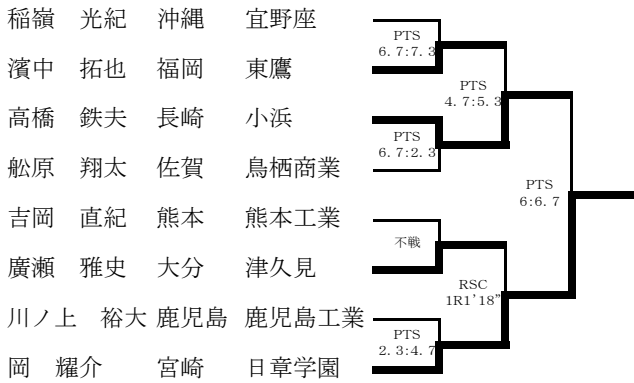 稲嶺 光紀 沖縄 宜野座
濱中 拓也 福岡 東鷹
高橋 鉄夫 長崎 小浜
舩原 翔太 佐賀 鳥栖商業
吉岡 直紀 熊本 熊本工業
廣瀬 雅史 大分 津久見
川ノ上 裕大 鹿児島 鹿児島工業
岡 耀介 宮崎 日章学園
PTS
6.7:7.3
PTS
6.7:2.3
不戦
PTS
2.3:4.7
PTS
4.7:5.3
RSC
1R1'18"
PTS
6:6.7